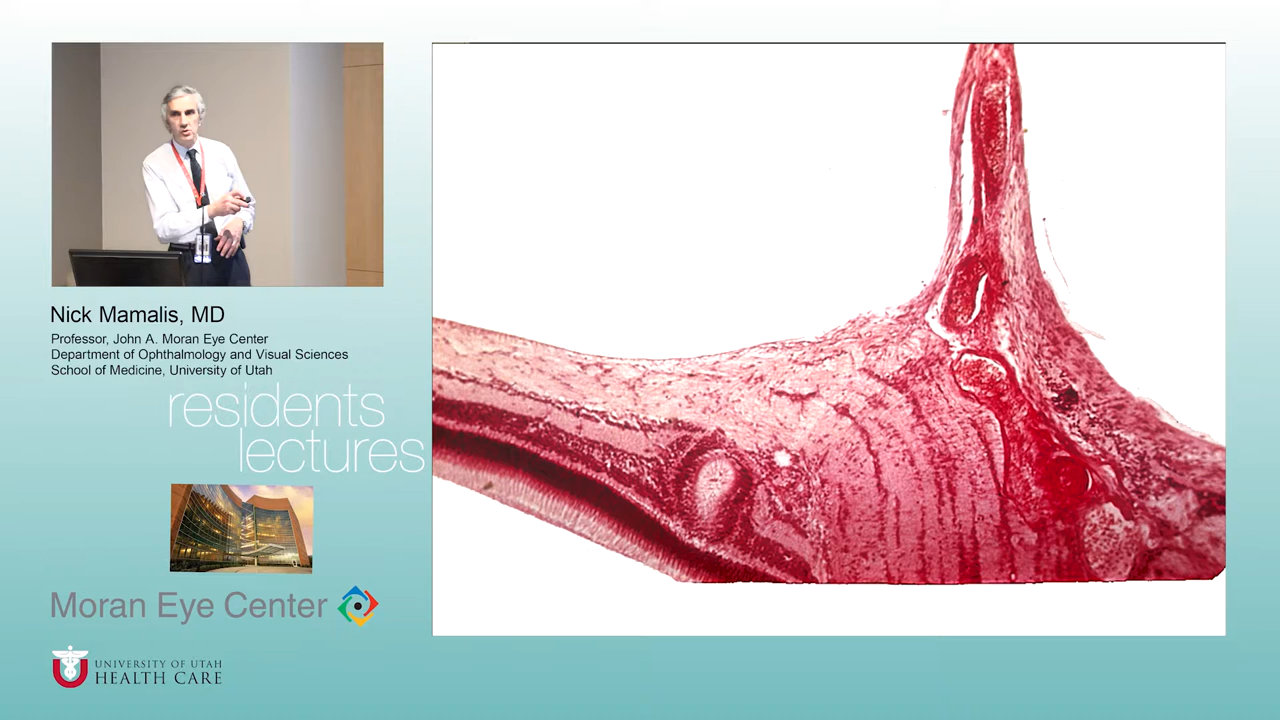 Nick Mamalis, MD
Professor, John A. Moran Eye Center
Department of Ophthalmology and Visual Sciences
School of Medicine, University of Utah
residents
lectures
Moran Eye Center
UNIVERSITY OF UTAH
HEALTH CARE